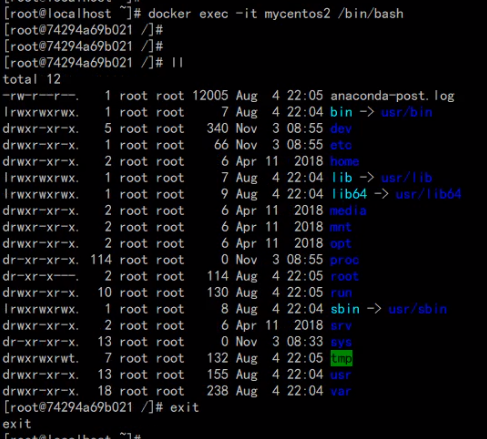 [root@localhost ~]# docker exec -it mycentos2 /bin/bash
[root@74294a69b021 /]#
[root@74294a69b021 /]#
[root@74294a69b021 /]# ll
total 12
-rw-r--r--. 1 root root 12005 Aug 4 22:05 anaconda-post.log
lrwxrwxrwx. 1 root root 7 Aug 4 22:04 bin -> usr/bin
drwxr-xr-x. 5 root root 340 Nov 3 08:55 dev
drwxr-xr-x. 1 root root 66 Nov 3 08:55 etc
drwxr-xr-x. 2 root root 6 Apr 11 2018 home
lrwxrwxrwx. 1 root root 7 Aug 4 22:04 lib -> usr/lib
lrwxrwxrwx. 1 root root 9 Aug 4 22:04 lib64 -> usr/lib64
drwxr-xr-x. 2 root root 6 Apr 11 2018 media
drwxr-xr-x. 2 root root 6 Apr 11 2018 mnt
drwxr-xr-x. 2 root root 6 Apr 11 2018 opt
dr-xr-xr-x. 114 root root 0 Nov 3 08:55 proc
dr-xr-x---. 2 root root 114 Aug 4 22:05 root
drwxr-xr-x. 10 root root 130 Aug 4 22:05 run
lrwxrwxrwx. 1 root root 8 Aug 4 22:04 sbin -> usr/sbin
drwxr-xr-x. 2 root root 6 Apr 11 2018 srv
dr-xr-xr-x. 13 root root 0 Nov 3 08:33 sys
drwxrwxrwt. 7 root root 132 Aug 4 22:05 tmp
drwxr-xr-x. 13 root root 155 Aug 4 22:04 usr
drwxr-xr-x. 18 root root 238 Aug 4 22:04 var
[root@74294a69b021 /]# exit
exit
[root@localhost ~]#